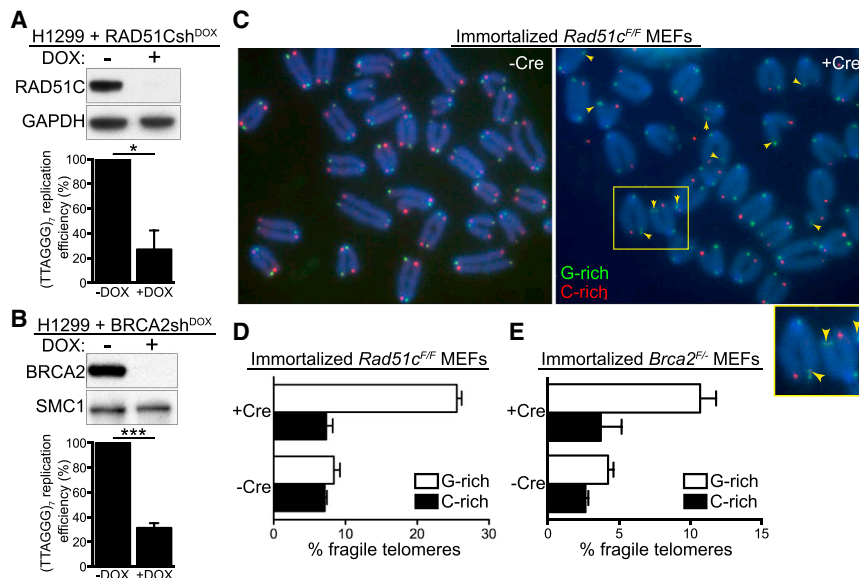 A
H1299 + RAD51Csh^DOX
DOX: - +
RAD51C
GAPDH
(TTAGGG)₇ replication
efficiency (%)
100
80
60
40
20
0
*
-DOX +DOX
B
H1299 + BRCA2sh^DOX
DOX: - +
BRCA2
SMC1
(TTAGGG)₇ replication
efficiency (%)
100
80
60
40
20
0
***
-DOX +DOX
C
Immortalized Rad51c^F/F MEFs
-Cre
+Cre
G-rich
C-rich
D
Immortalized Rad51c^F/F MEFs
+Cre
-Cre
G-rich
C-rich
0 10 20 30
% fragile telomeres
E
Immortalized Brca2^F/- MEFs
+Cre
-Cre
G-rich
C-rich
0 5 10 15
% fragile telomeres